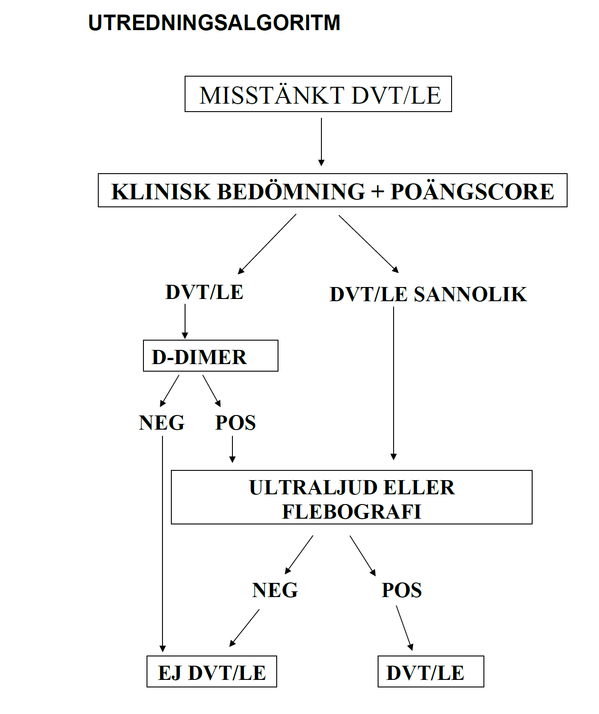 UTREDNINGSALGORITM
MISSTÄNKT DVT/LE
KLINISK BEDÖMNING + POÄNGSCORE
DVT/LE
DVT/LE SANNOLIK
D-DIMER
NEG
POS
ULTRALJUD ELLER
FLEBOGRAFI
NEG
POS
EJ DVT/LE
DVT/LE